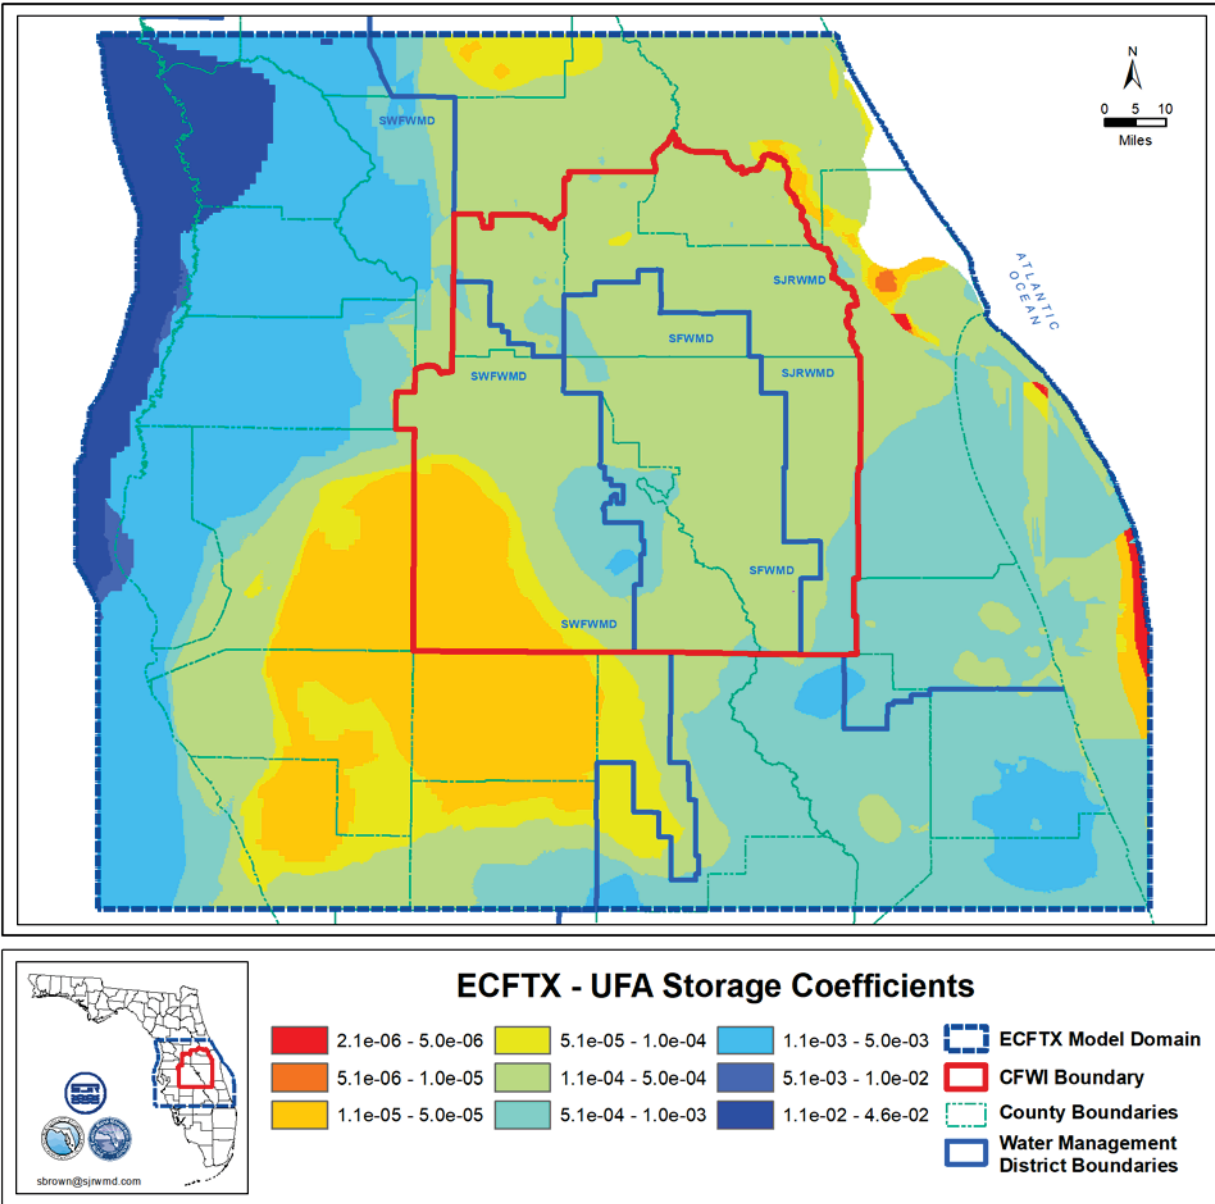 N
0 5 10
Miles
SWFWMD
ATLANTIC
OCEAN
SJRWMD
SFWMD
SWFWMD
SJRWMD
SFWMD
SWFWMD
ECFTX - UFA Storage Coefficients
2.1e-06 - 5.0e-06
5.1e-05 - 1.0e-04
1.1e-03 - 5.0e-03
ECFTX Model Domain
5.1e-06 - 1.0e-05
1.1e-04 - 5.0e-04
5.1e-03 - 1.0e-02
CFWI Boundary
1.1e-05 - 5.0e-05
5.1e-04 - 1.0e-03
1.1e-02 - 4.6e-02
County Boundaries
Water Management
District Boundaries
sbrown@sjrwmd.com